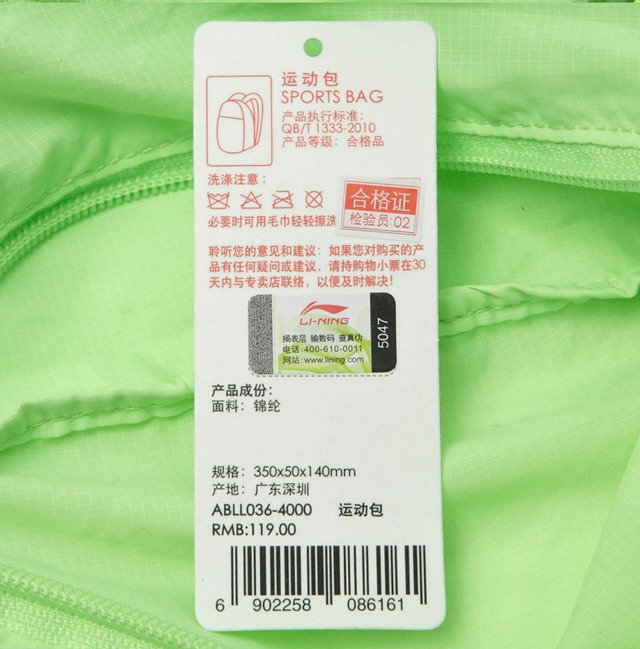 运动包
SPORTS BAG
产品执行标准：
QB/T 1333-2010
产品等级：合格品
洗涤注意：
必要时可用毛巾轻轻擦洗
合格证
检验员:02
聆听您的意见和建议：如果您对购买的产
品有任何疑问或建议，请持购物小票在30
天内与专卖店联络，以便及时解决！
LI-NING
揭表层 输数码 查真伪
电话:400-610-0011
网站:www.lining.com
5047
产品成份：
面料：锦纶
规格：350x50x140mm
产地：广东深圳
ABLL036-4000 运动包
RMB:119.00
6 902258 086161